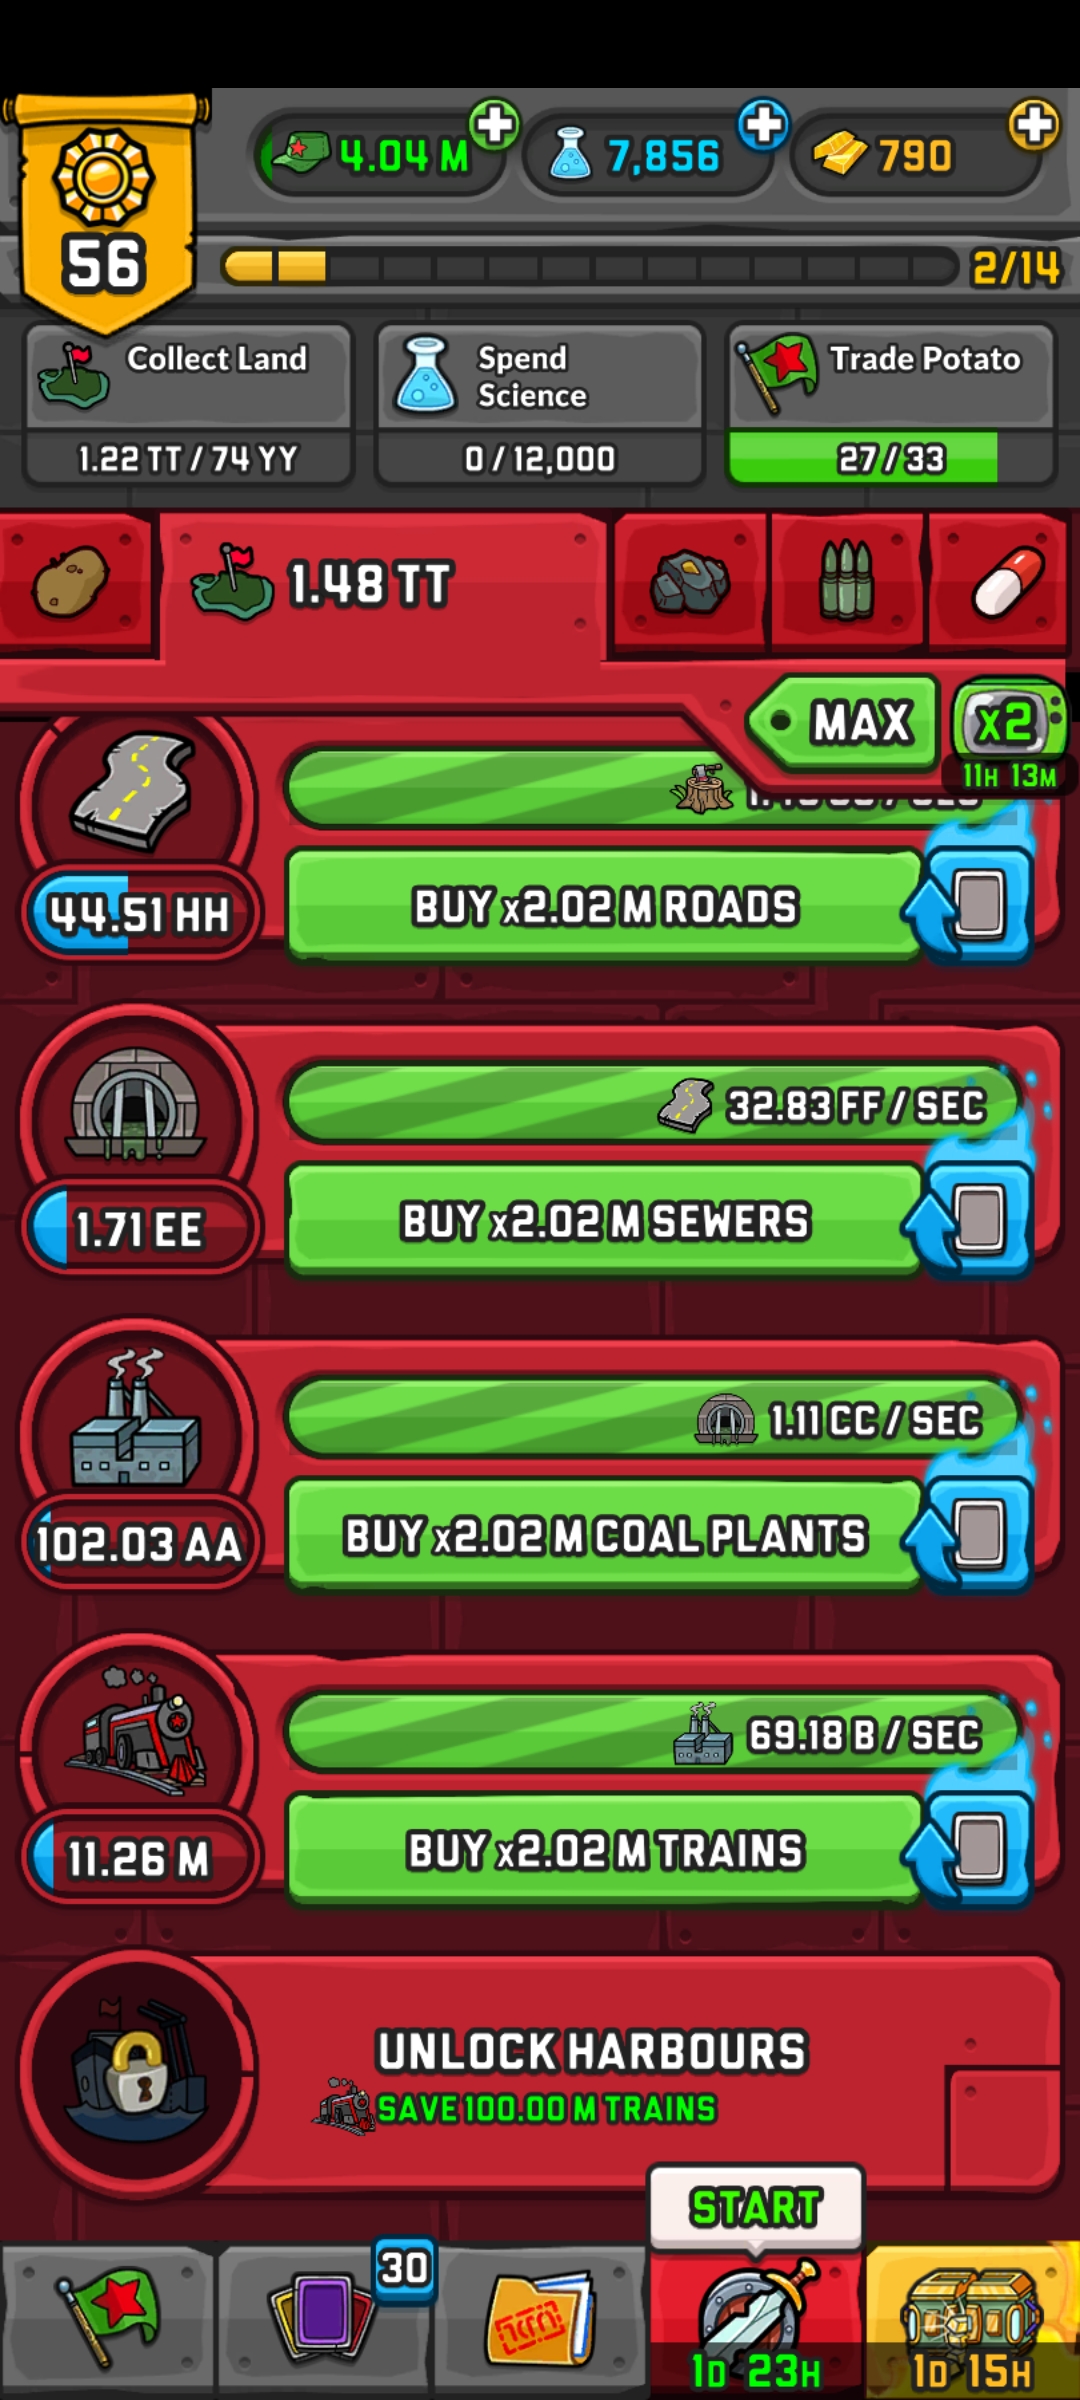 4.04 M
7,856
790
56
2/14
Collect Land
1.22 TT / 74 YY
Spend
Science
0 / 12,000
Trade Potato
27 / 33
1.48 TT
MAX
x2
11H 13M
44.51 HH
BUY x2.02 M ROADS
32.83 FF / SEC
1.71 EE
BUY x2.02 M SEWERS
1.11 CC / SEC
102.03 AA
BUY x2.02 M COAL PLANTS
69.18 B / SEC
11.26 M
BUY x2.02 M TRAINS
UNLOCK HARBOURS
SAVE 100.00 M TRAINS
START
30
1D 23H
1D 15H